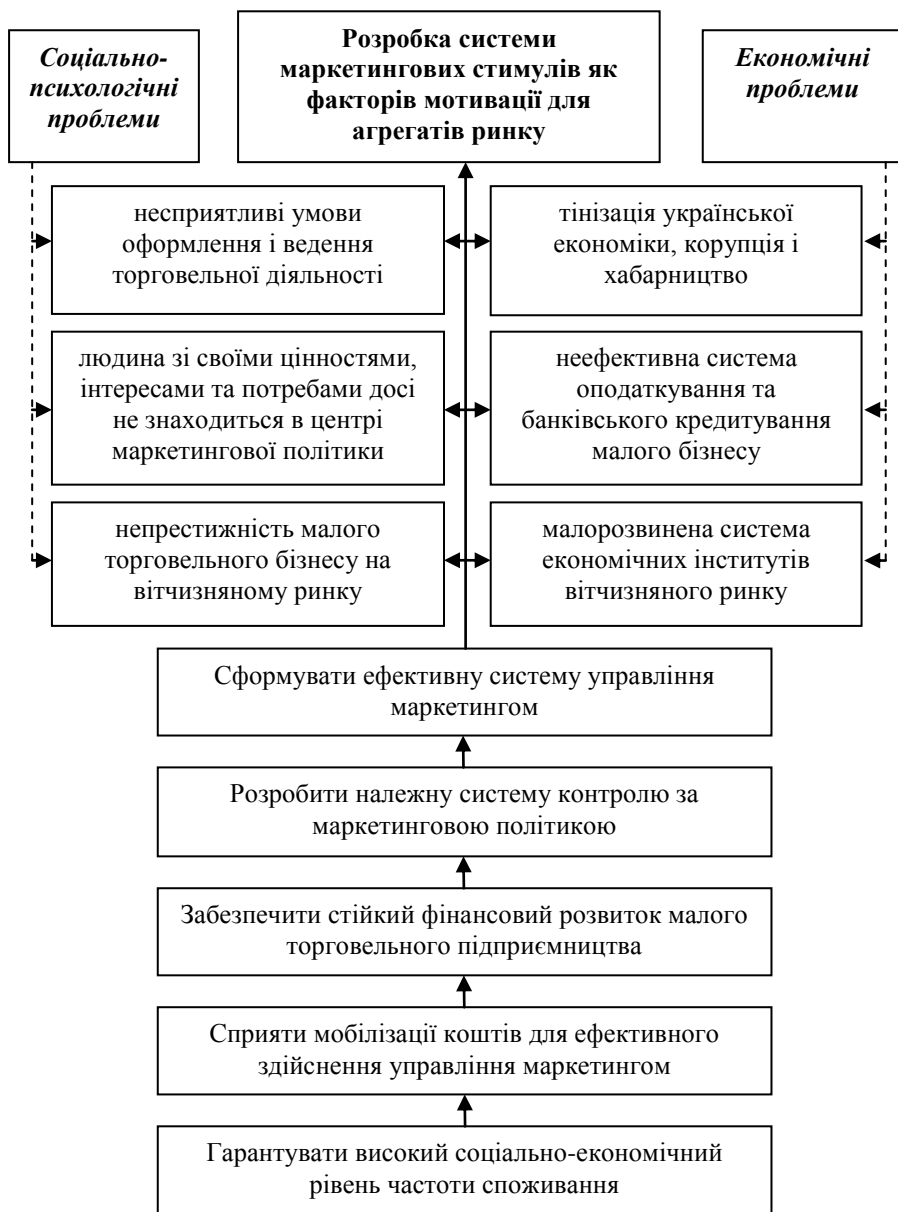 Соціально-
психологічні
проблеми
Розробка системи
маркетингових стимулів як
факторів мотивації для
агрегатів ринку
Економічні
проблеми
несприятливі умови
оформлення і ведення
торговельної діяльності
тінізація української
економіки, корупція і
хабарництво
людина зі своїми цінностями,
інтересами та потребами досі
не знаходиться в центрі
маркетингової політики
неефективна система
оподаткування та
банківського кредитування
малого бізнесу
непрестижність малого
торговельного бізнесу на
вітчизняному ринку
малорозвинена система
економічних інститутів
вітчизняного ринку
Сформувати ефективну систему управління
маркетингом
Розробити належну систему контролю за
маркетинговою політикою
Забезпечити стійкий фінансовий розвиток малого
торговельного підприємництва
Сприяти мобілізації коштів для ефективного
здійснення управління маркетингом
Гарантувати високий соціально-економічний
рівень частоти споживання